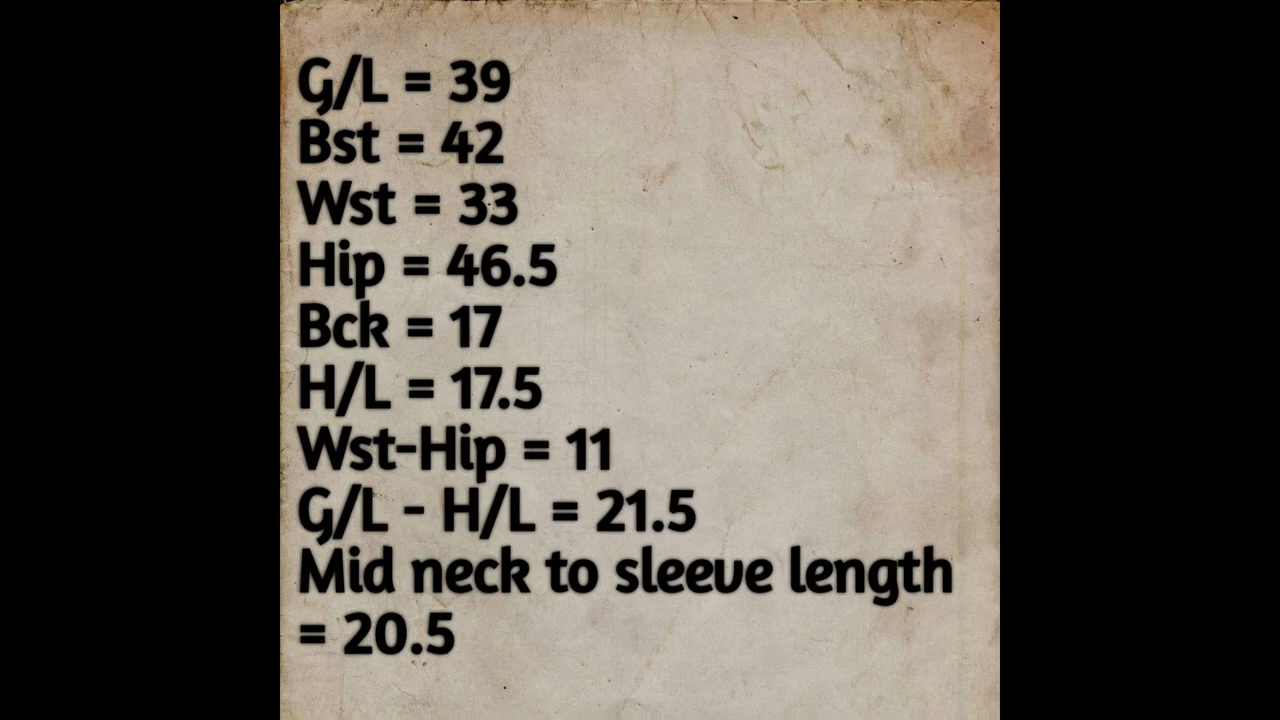 G/L = 39
Bst = 42
Wst = 33
Hip = 46.5
Bck = 17
H/L = 17.5
Wst-Hip = 11
G/L - H/L = 21.5
Mid neck to sleeve length
= 20.5